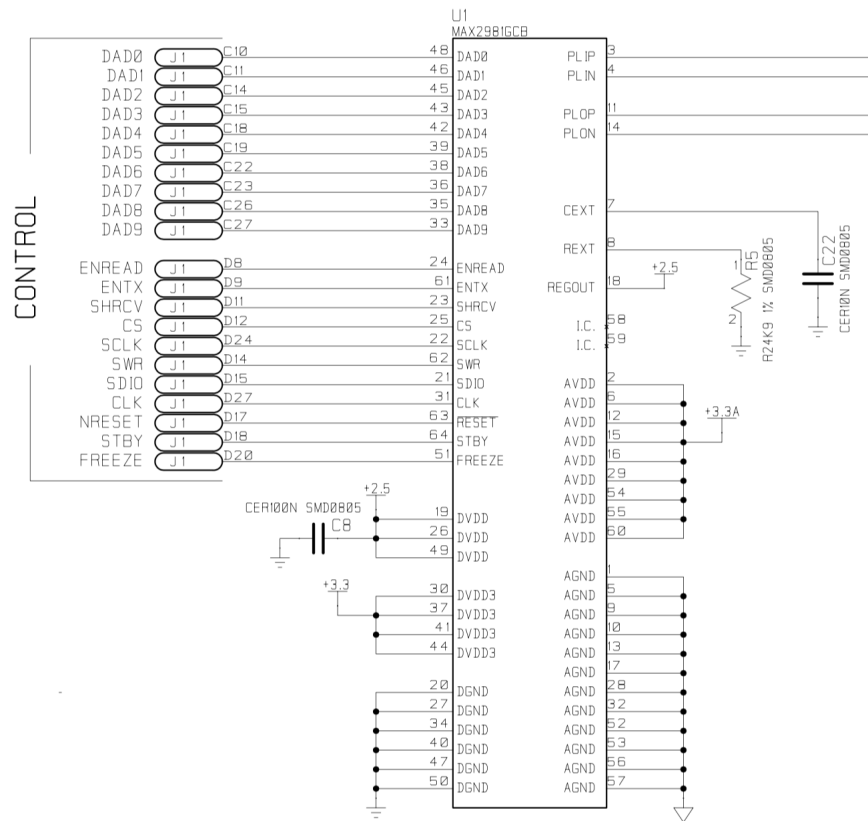 U1
MAX2981GCB
CONTROL
DAD0 J1 C10 48 DAD0 PLIP 3
DAD1 J1 C11 46 DAD1 PLIN 4
DAD2 J1 C14 45 DAD2
DAD3 J1 C15 43 DAD3 PLOP 11
DAD4 J1 C18 42 DAD4 PLON 14
DAD5 J1 C19 39 DAD5
DAD6 J1 C22 38 DAD6
DAD7 J1 C23 36 DAD7
DAD8 J1 C26 35 DAD8 CEXT 7
DAD9 J1 C27 33 DAD9
REXT 8
ENREAD J1 D8 24 ENREAD
ENTX J1 D9 61 ENTX REGOUT 18 +2.5
SHRCV J1 D11 23 SHRCV
CS J1 D12 25 CS I.C. 58
SCLK J1 D24 22 SCLK I.C. 59
SWR J1 D14 62 SWR
SDIO J1 D15 21 SDIO AVDD 2
CLK J1 D27 31 CLK AVDD 6
NRESET J1 D17 63 RESET AVDD 12
STBY J1 D18 64 STBY AVDD 15 +3.3A
FREEZE J1 D20 51 FREEZE AVDD 16
AVDD 29
AVDD 54
AVDD 55
AVDD 60
1
2
R5
R24K9 1% SMD0805
C22
CER10N SMD0805
+2.5
CER100N SMD0805
C8
19 DVDD
26 DVDD
49 DVDD
+3.3
30 DVDD3
37 DVDD3
41 DVDD3
44 DVDD3
20 DGND
27 DGND
34 DGND
40 DGND
47 DGND
50 DGND
AGND 1
AGND 5
AGND 9
AGND 10
AGND 13
AGND 17
AGND 28
AGND 32
AGND 52
AGND 53
AGND 56
AGND 57